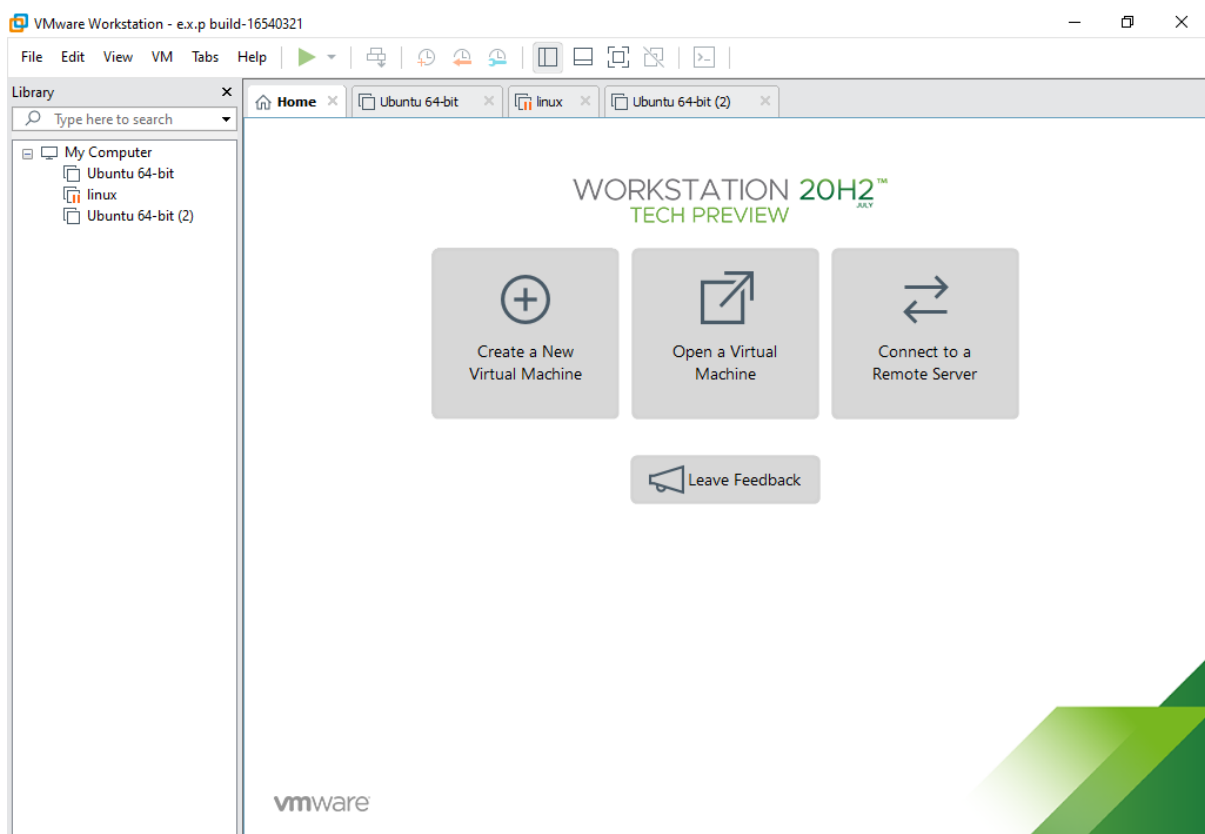 VMware Workstation - e.x.p build-16540321
File Edit View VM Tabs Help
Library
Type here to search
My Computer
Ubuntu 64-bit
linux
Ubuntu 64-bit (2)
Home Ubuntu 64-bit linux Ubuntu 64-bit (2)
WORKSTATION 20H2™
JULY
TECH PREVIEW
Create a New
Virtual Machine
Open a Virtual
Machine
Connect to a
Remote Server
Leave Feedback
vmware